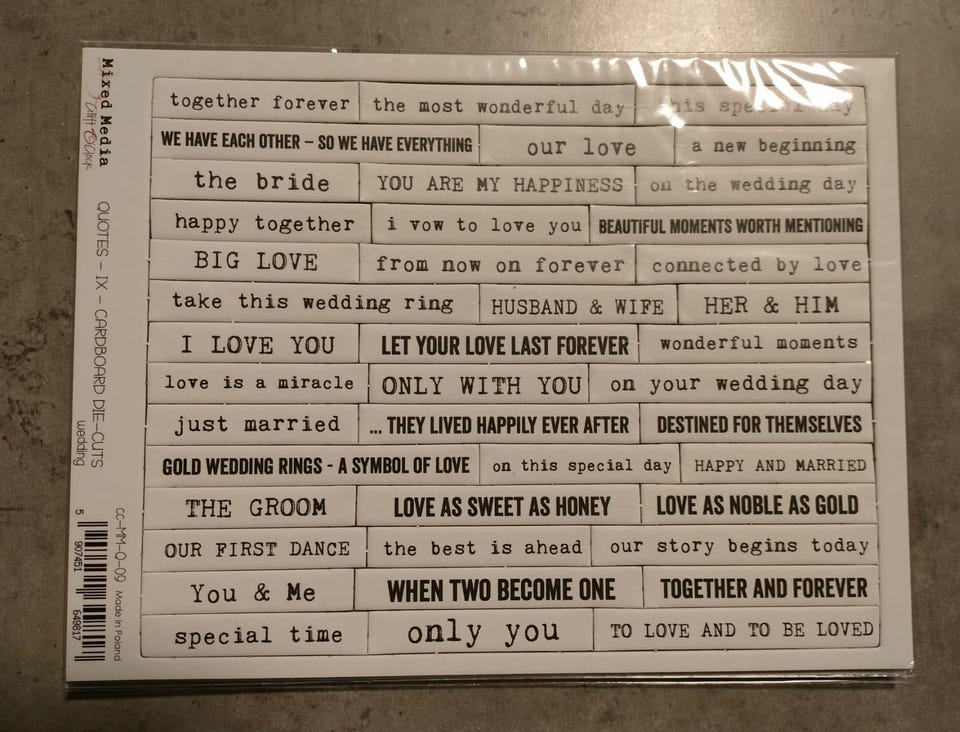 Mixed Media
Craft O'Clock
QUOTES - IX - CARDBOARD DIE-CUTS
wedding
CC-MM-Q-09 Made in Poland
5 907451 649817
together forever the most wonderful day this special day
WE HAVE EACH OTHER – SO WE HAVE EVERYTHING our love a new beginning
the bride YOU ARE MY HAPPINESS on the wedding day
happy together i vow to love you BEAUTIFUL MOMENTS WORTH MENTIONING
BIG LOVE from now on forever connected by love
take this wedding ring HUSBAND & WIFE HER & HIM
I LOVE YOU LET YOUR LOVE LAST FOREVER wonderful moments
love is a miracle ONLY WITH YOU on your wedding day
just married ... THEY LIVED HAPPILY EVER AFTER DESTINED FOR THEMSELVES
GOLD WEDDING RINGS - A SYMBOL OF LOVE on this special day HAPPY AND MARRIED
THE GROOM LOVE AS SWEET AS HONEY LOVE AS NOBLE AS GOLD
OUR FIRST DANCE the best is ahead our story begins today
You & Me WHEN TWO BECOME ONE TOGETHER AND FOREVER
special time only you TO LOVE AND TO BE LOVED